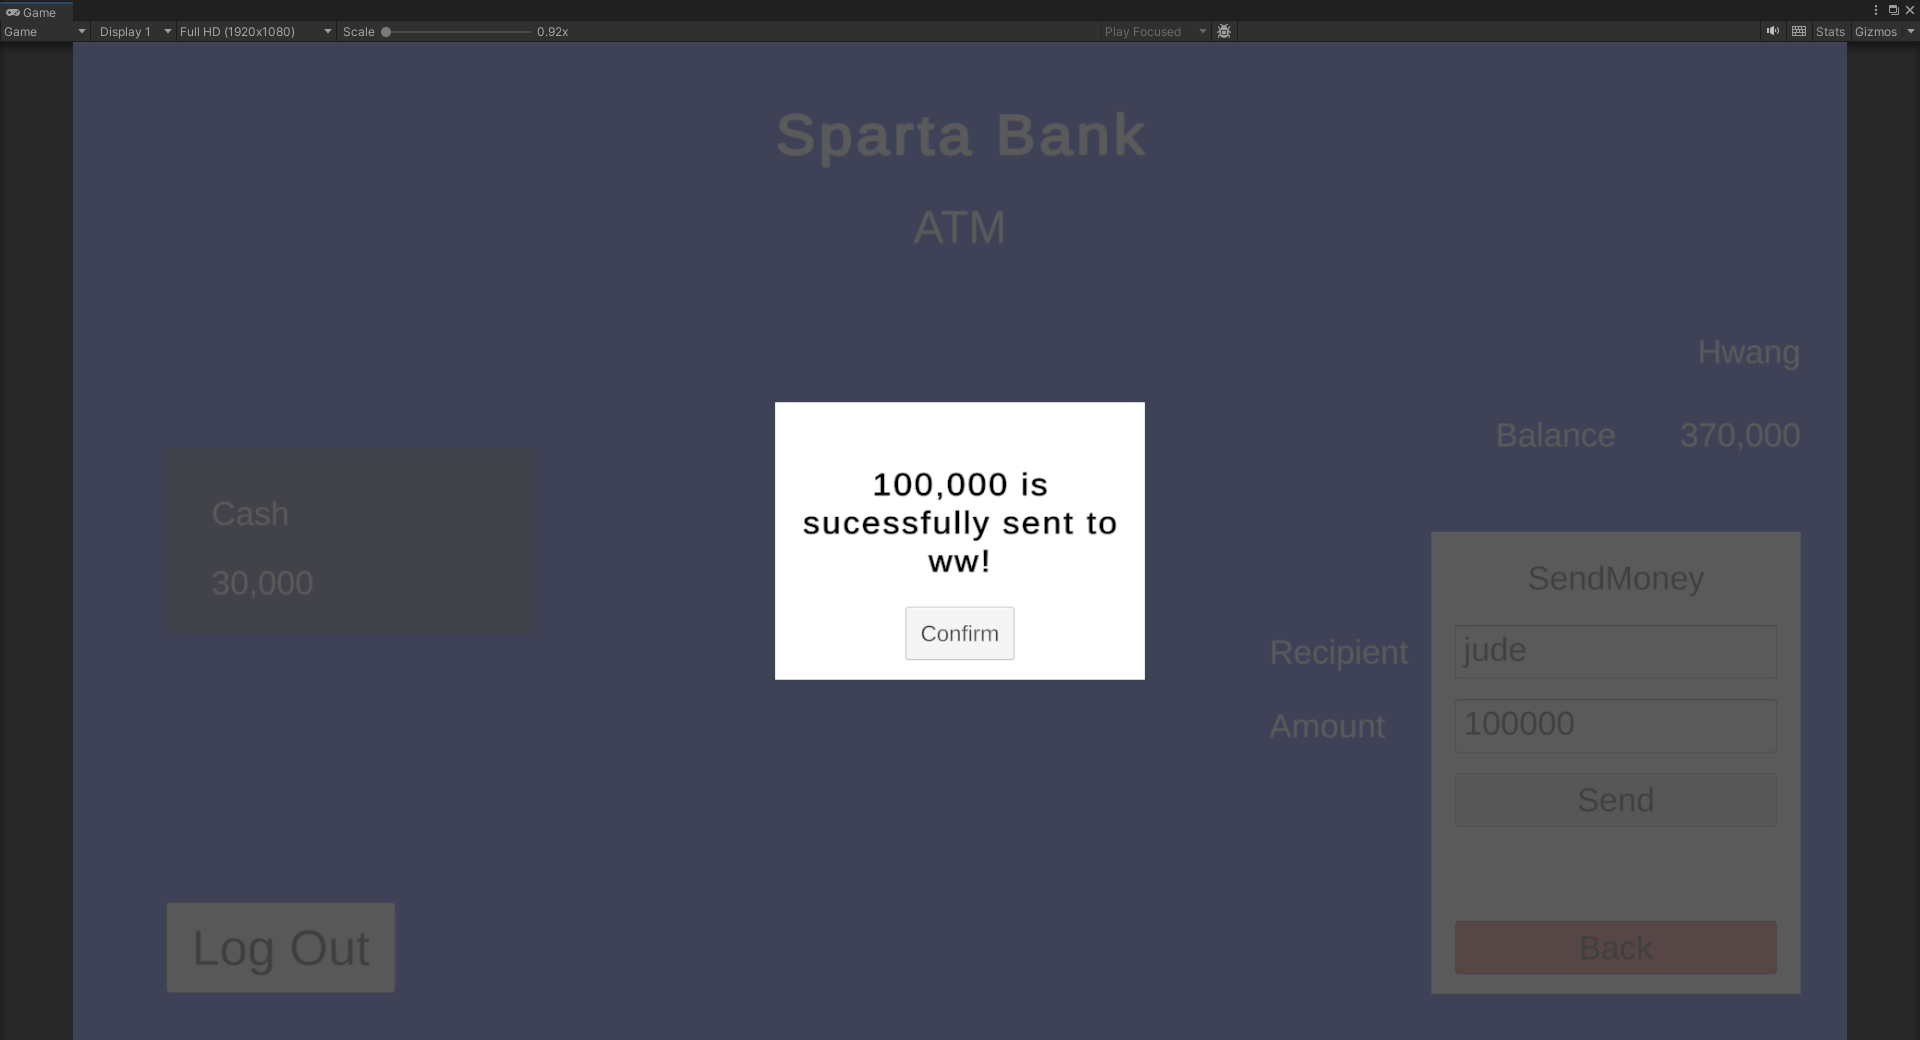 Game
Game
Display 1
Full HD (1920x1080)
Scale
0.92x
Play Focused
Stats
Gizmos
Sparta Bank
ATM
Hwang
Balance 370,000
Cash
30,000
100,000 is
sucessfully sent to
ww!
Confirm
SendMoney
Recipient
jude
Amount
100000
Send
Back
Log Out